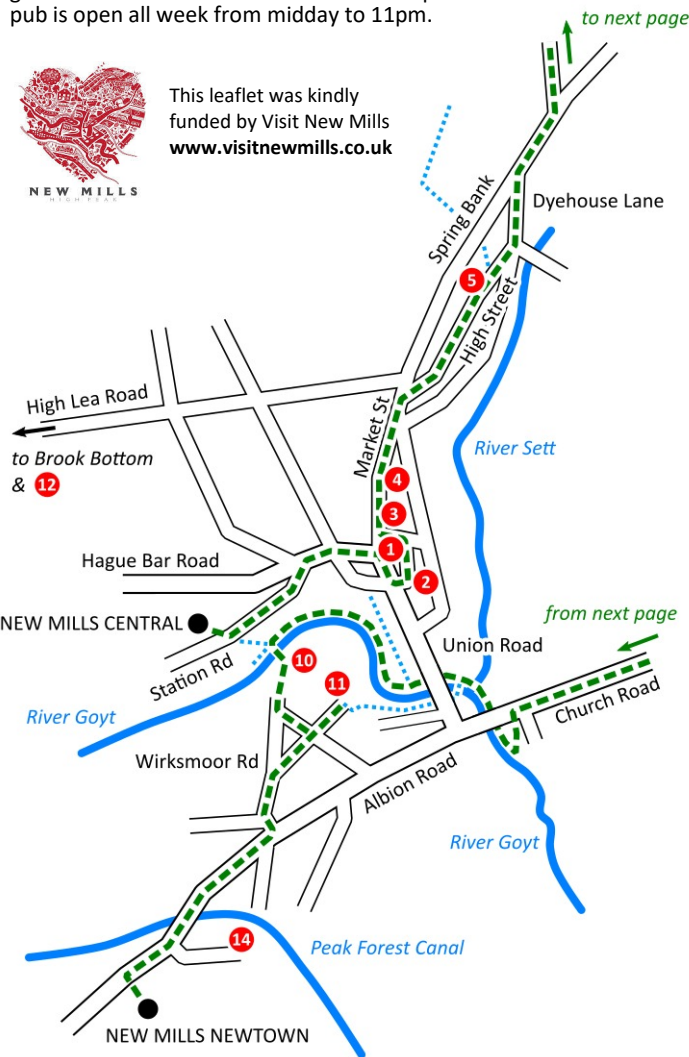 pub is open all week from midday to 11pm.
to next page
This leaflet was kindly
funded by Visit New Mills
www.visitnewmills.co.uk
NEW MILLS
HIGH PEAK
Spring Bank
Dyehouse Lane
5
High Street
High Lea Road
Market St
to Brook Bottom
& 12
River Sett
4
3
1
2
Hague Bar Road
NEW MILLS CENTRAL
from next page
Union Road
Station Rd
10
11
Church Road
River Goyt
Wirksmoor Rd
Albion Road
River Goyt
14
Peak Forest Canal
NEW MILLS NEWTOWN